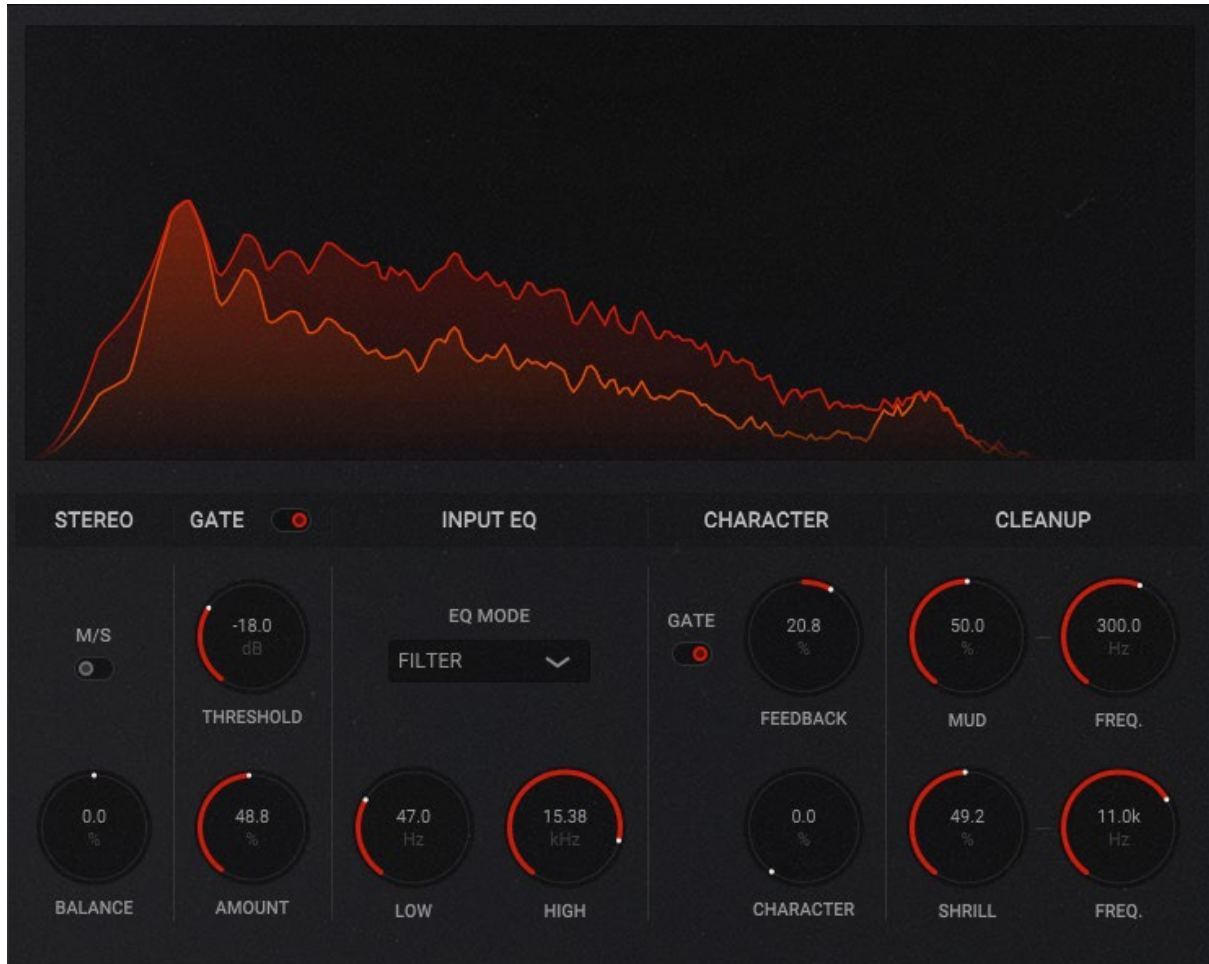 STEREO
GATE
INPUT EQ
CHARACTER
CLEANUP
M/S
0.0
%
BALANCE
-18.0
dB
THRESHOLD
48.8
%
AMOUNT
EQ MODE
FILTER
47.0
Hz
LOW
15.38
kHz
HIGH
GATE
20.8
%
FEEDBACK
0.0
%
CHARACTER
50.0
%
MUD
300.0
Hz
FREQ.
49.2
%
SHRILL
11.0k
Hz
FREQ.